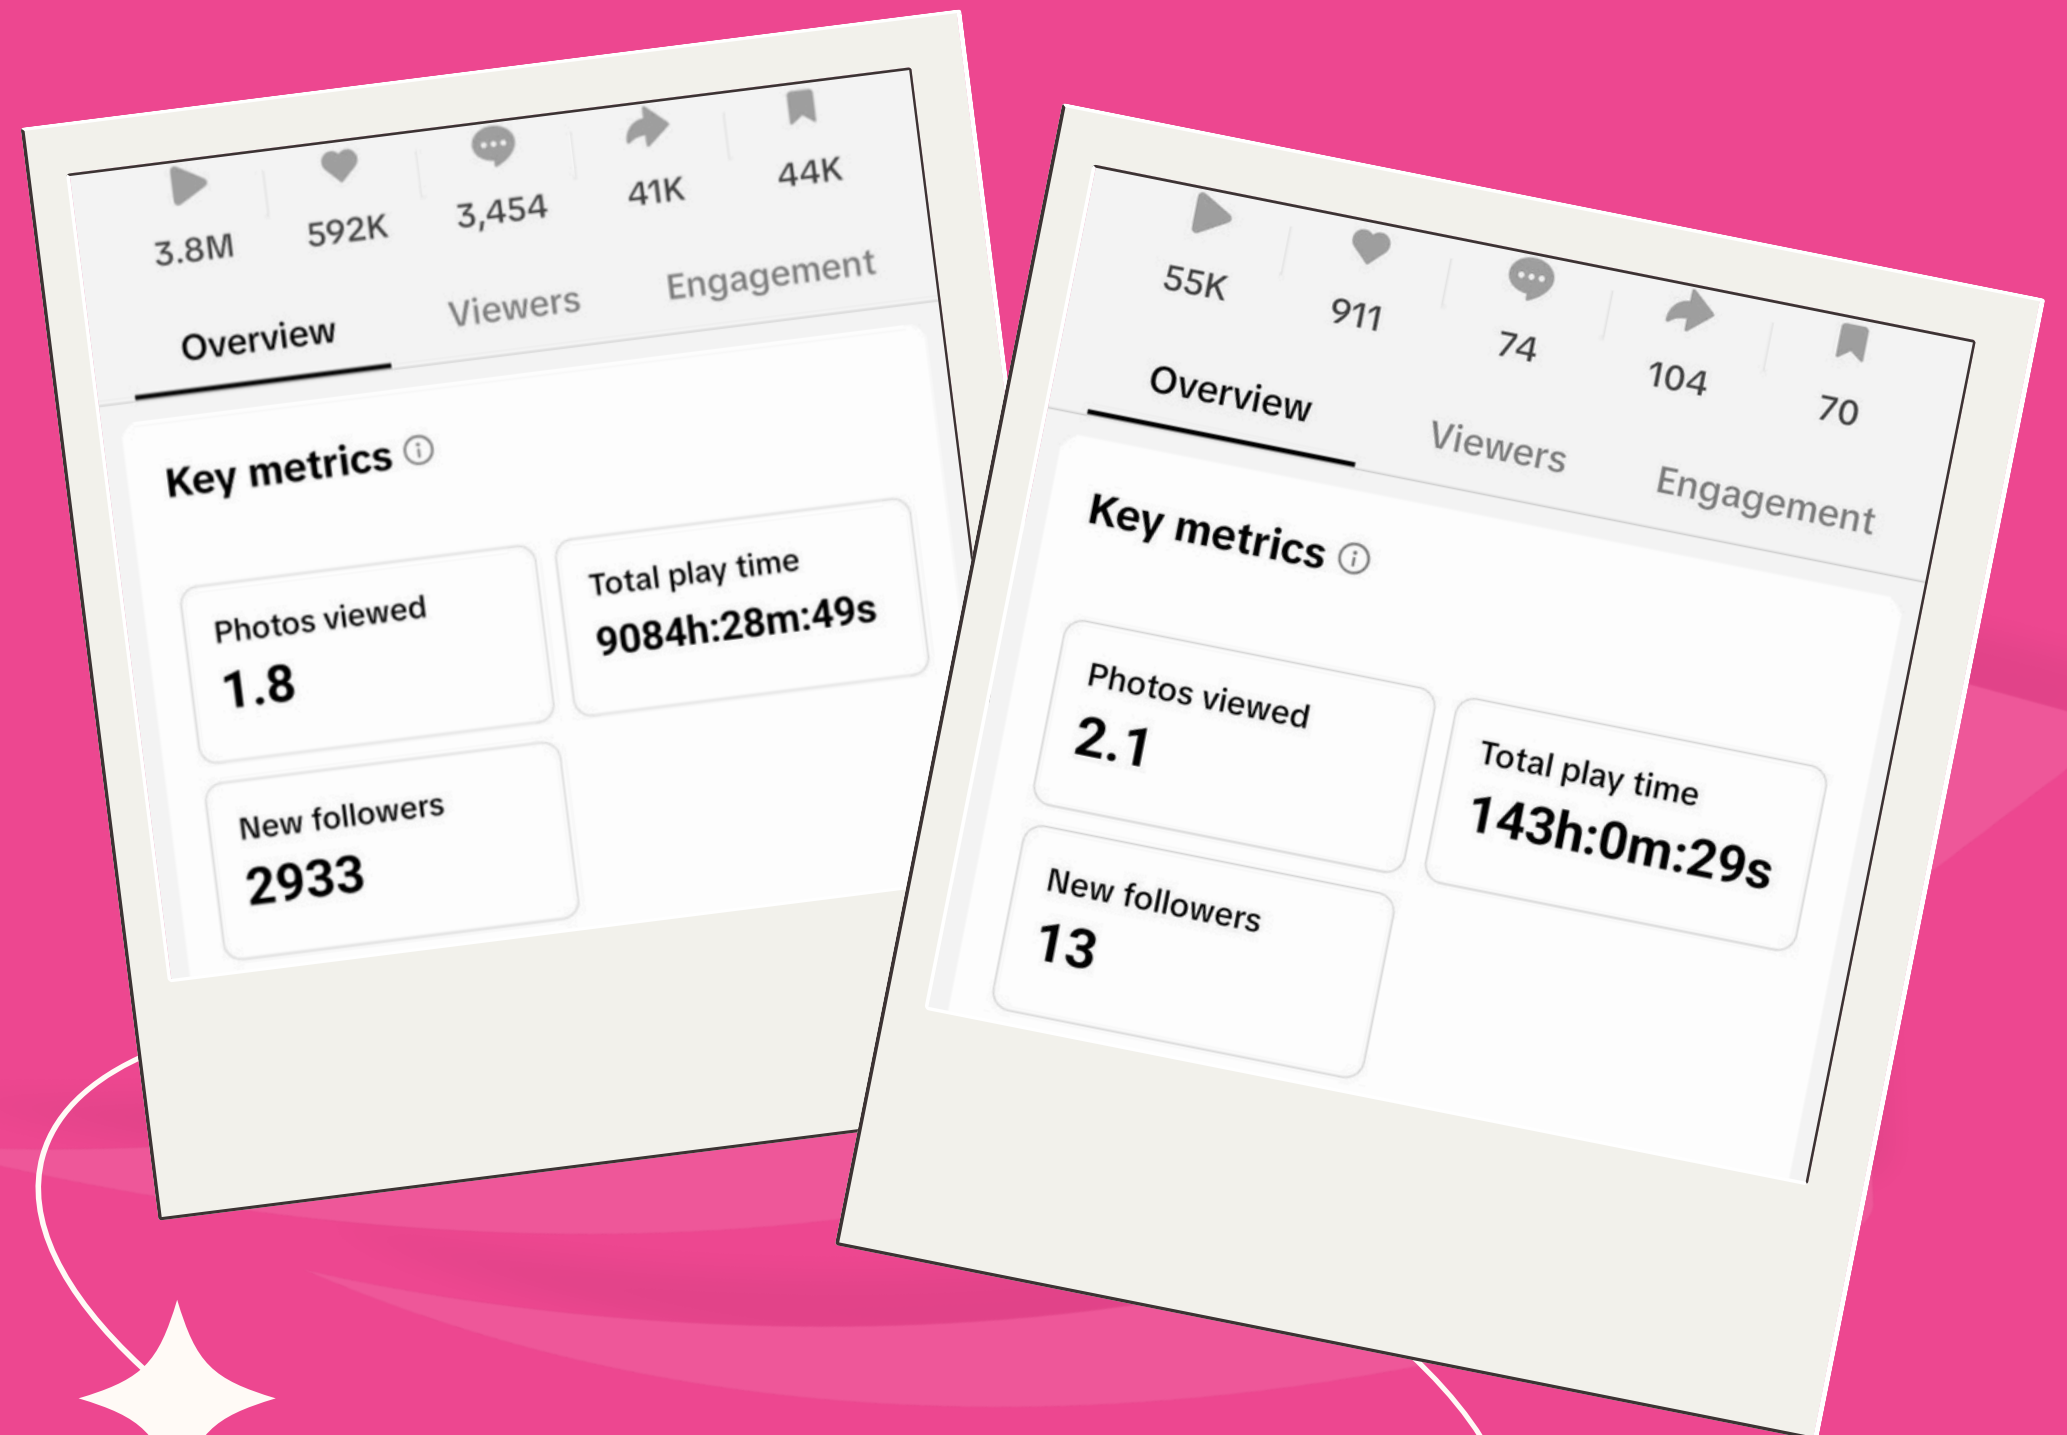 3.8M
592K
3,454
41K
44K
Overview
Viewers
Engagement
Key metrics
Photos viewed
1.8
Total play time
9084h:28m:49s
New followers
2933
55K
911
74
104
70
Overview
Viewers
Engagement
Key metrics
Photos viewed
2.1
Total play time
143h:0m:29s
New followers
13